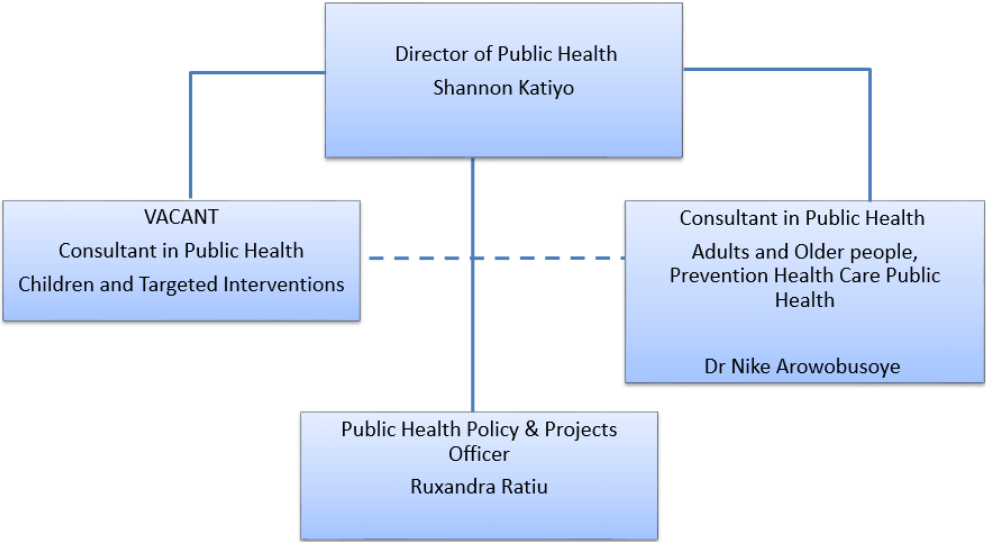 Director of Public Health
Shannon Katiyo
VACANT
Consultant in Public Health
Children and Targeted Interventions
Consultant in Public Health
Adults and Older people,
Prevention Health Care Public
Health
Dr Nike Arowobusoye
Public Health Policy & Projects
Officer
Ruxandra Ratiu